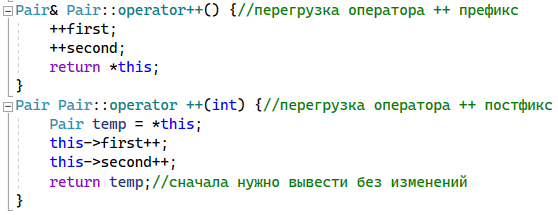 Pair& Pair::operator++() {//перегрузка оператора ++ префикс
    ++first;
    ++second;
    return *this;
}
Pair Pair::operator ++(int) {//перегрузка оператора ++ постфикс
    Pair temp = *this;
    this->first++;
    this->second++;
    return temp;//сначала нужно вывести без изменений
}